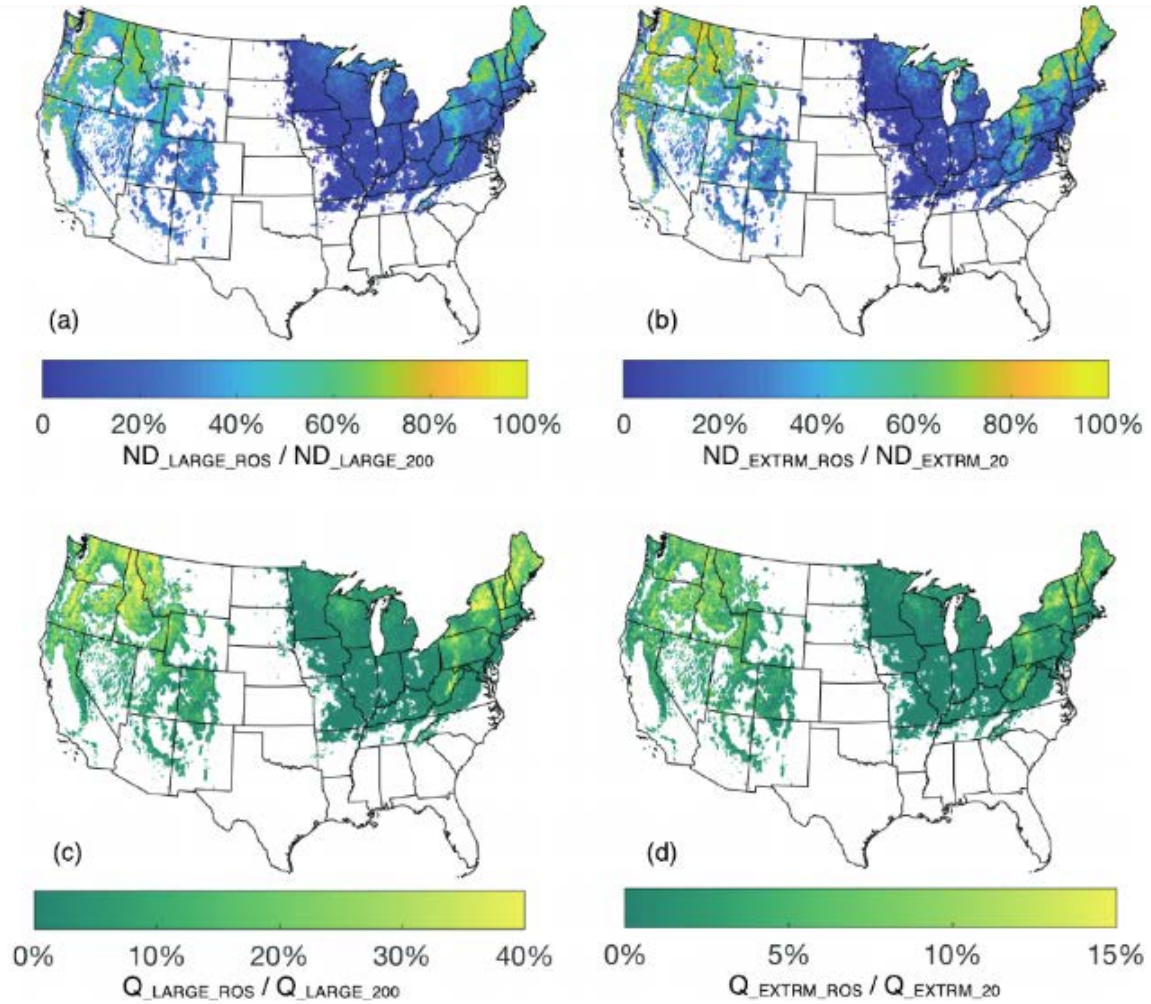 (a)
(b)
0 20% 40% 60% 80% 100%
ND_LARGE_ROS / ND_LARGE_200
0 20% 40% 60% 80% 100%
ND_EXTRM_ROS / ND_EXTRM_20
(c)
(d)
0% 10% 20% 30% 40%
Q_LARGE_ROS / Q_LARGE_200
0% 5% 10% 15%
Q_EXTRM_ROS / Q_EXTRM_20